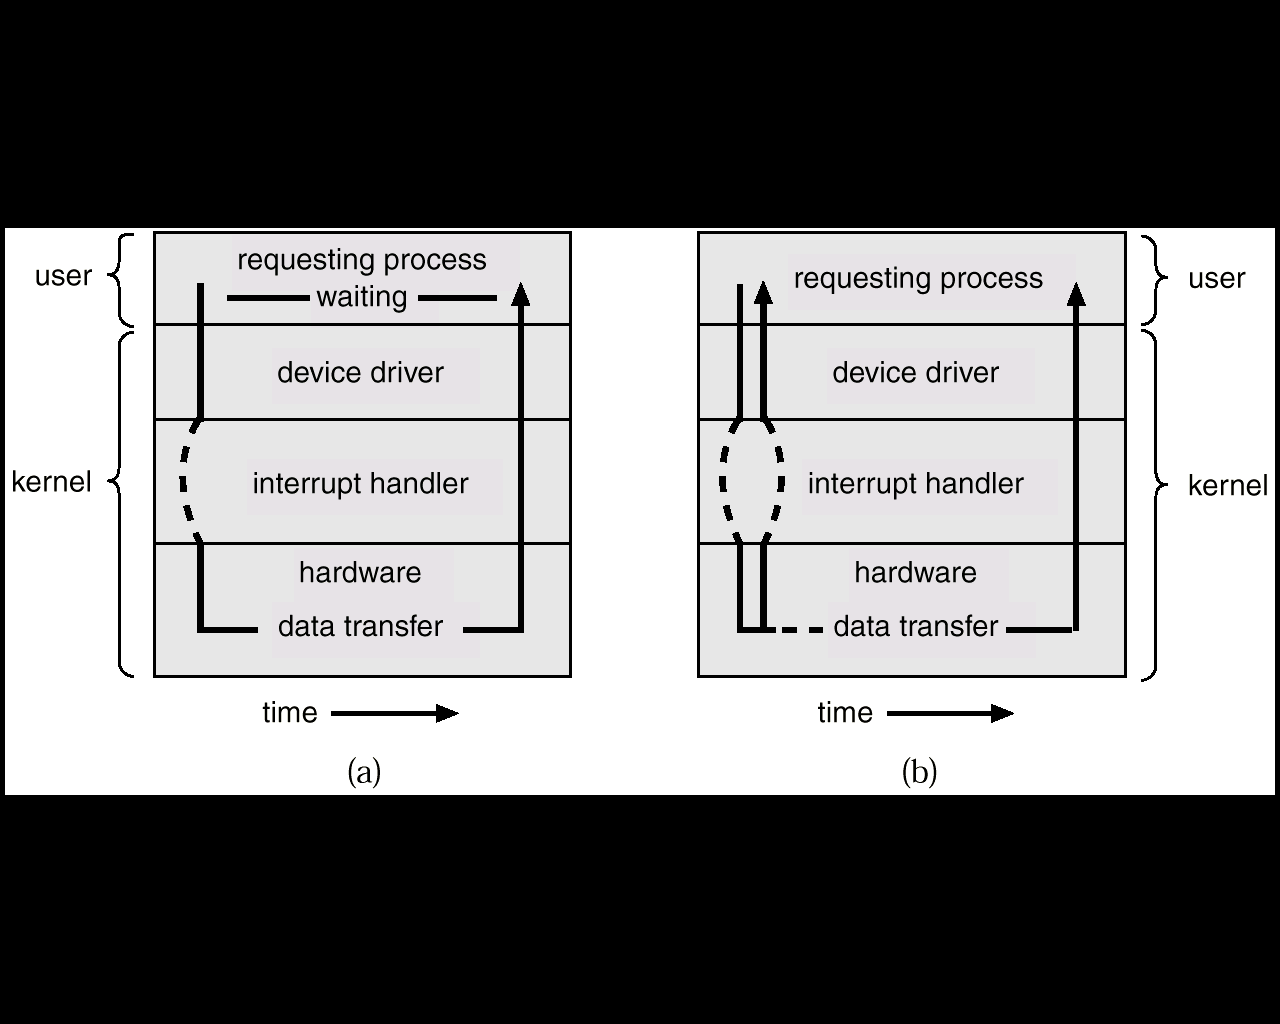 user
requesting process
waiting
kernel
device driver
interrupt handler
hardware
data transfer
time
(a)
requesting process
user
device driver
interrupt handler
kernel
hardware
data transfer
time
(b)